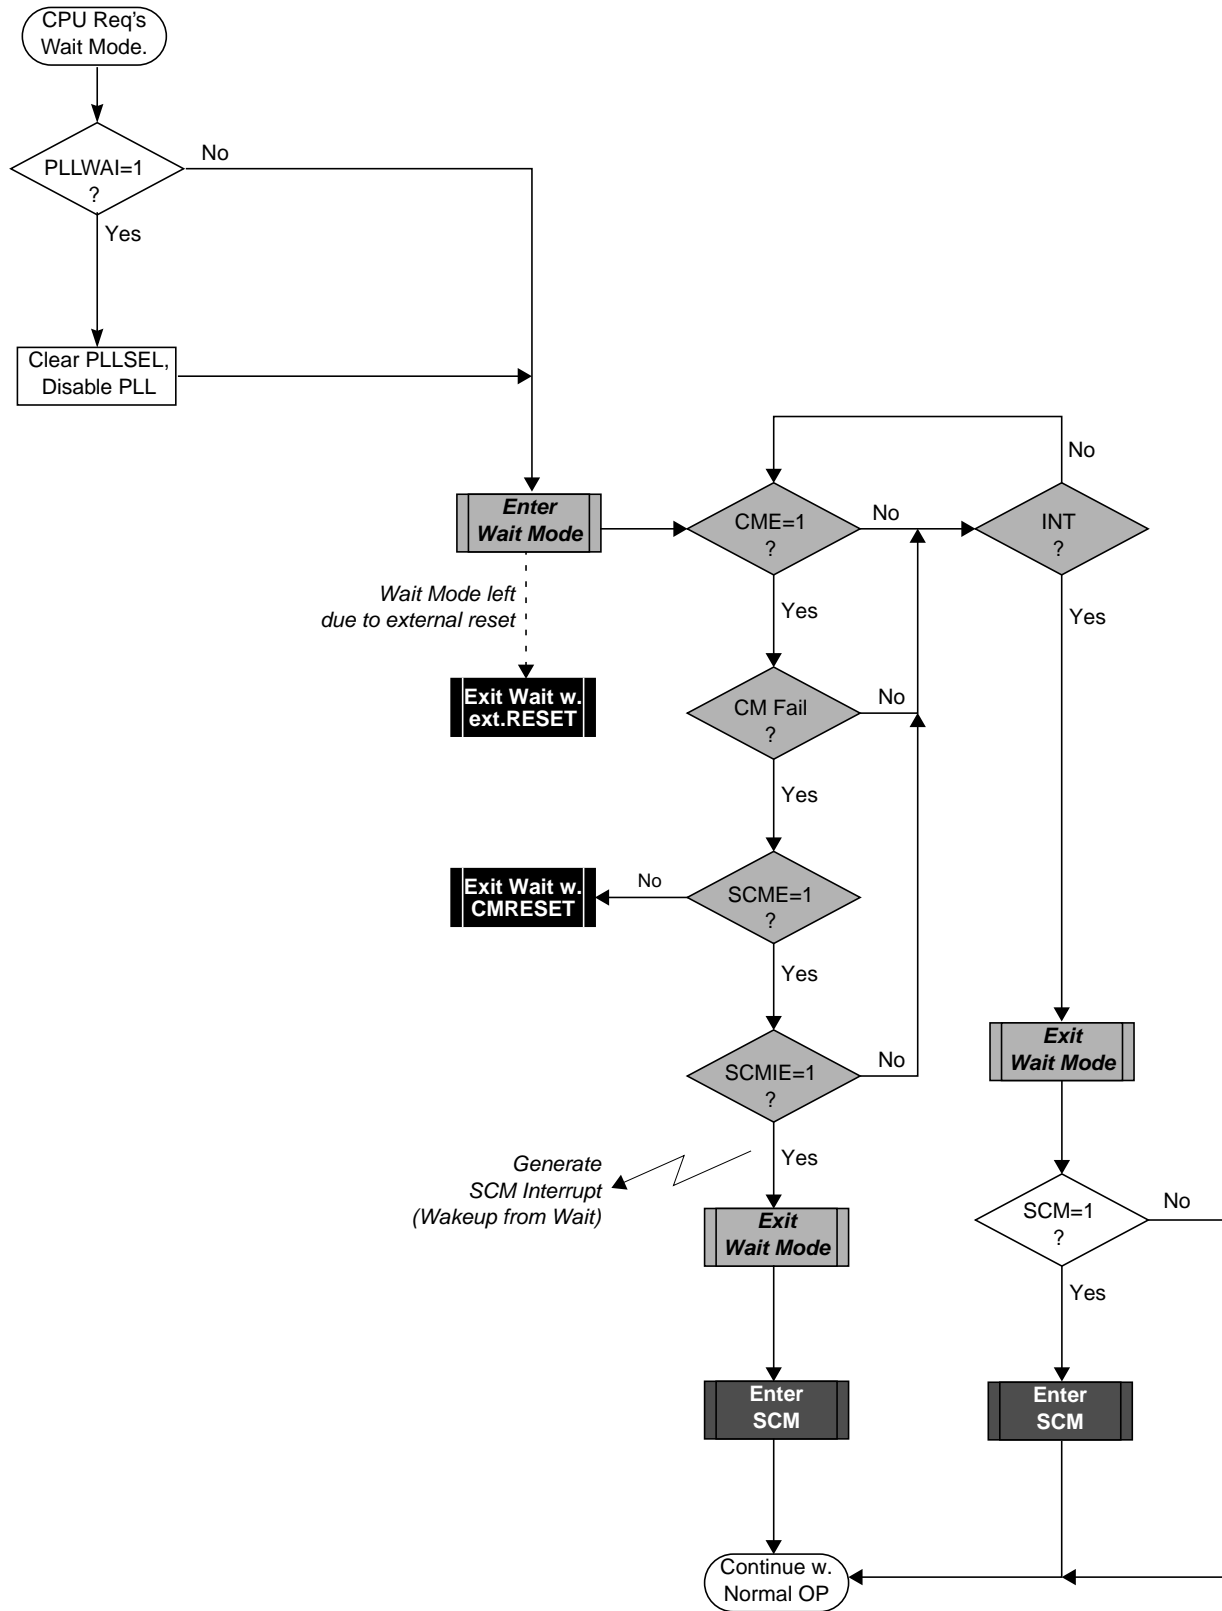 CPU Req's
Wait Mode.
PLLWAI=1
?
No
Yes
Clear PLLSEL,
Disable PLL
No
Enter
Wait Mode
CME=1
?
No
INT
?
Wait Mode left
due to external reset
Yes
Yes
Exit Wait w.
ext.RESET
CM Fail
?
No
Yes
Exit Wait w.
CMRESET
No
SCME=1
?
Yes
SCMIE=1
?
No
Exit
Wait Mode
Generate
SCM Interrupt
(Wakeup from Wait)
Yes
Exit
Wait Mode
SCM=1
?
No
Yes
Enter
SCM
Enter
SCM
Continue w.
Normal OP